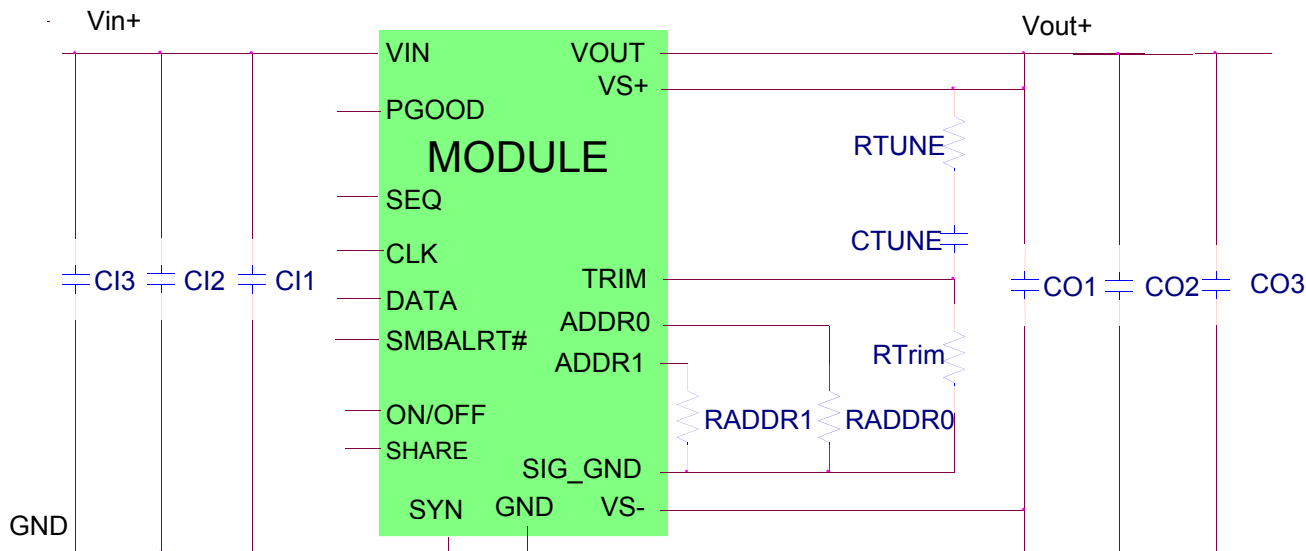 Vin+
Vout+
VIN
VOUT
VS+
PGOOD
MODULE
RTUNE
SEQ
CTUNE
CLK
TRIM
CI3
CI2
CI1
CO1
CO2
CO3
DATA
ADDR0
SMBALRT#
RTrim
ADDR1
ON/OFF
RADDR1
RADDR0
SHARE
SIG_GND
SYN
GND
VS-
GND